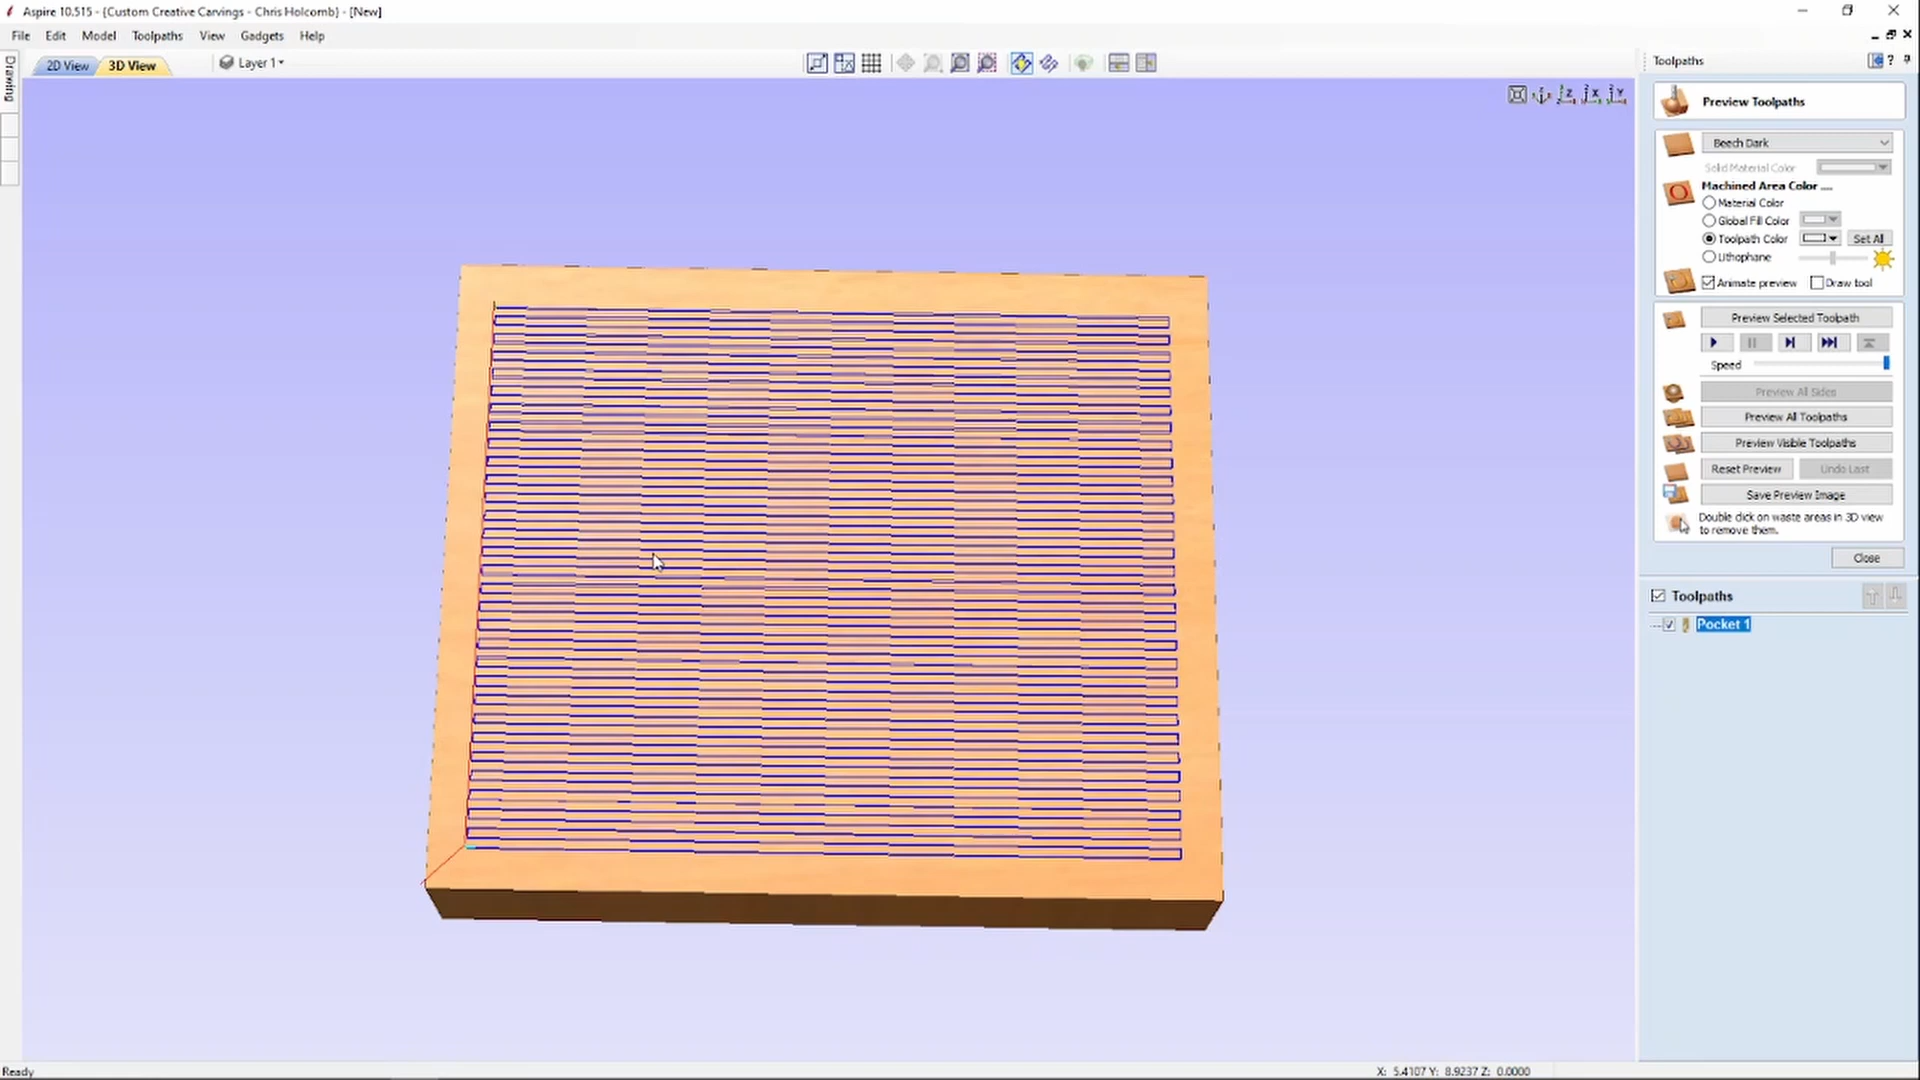 Aspire 10.515 - {Custom Creative Carvings - Chris Holcomb} - [New]
File Edit Model Toolpaths View Gadgets Help
Drawing
2D View 3D View Layer 1
Z X Y
Toolpaths
?
Preview Toolpaths
Beech Dark
Solid Material Color
Machined Area Color ....
Material Color
Global Fill Color
Toolpath Color Set All
Lithophane
Animate preview Draw tool
Preview Selected Toolpath
Speed
Preview All Sides
Preview All Toolpaths
Preview Visible Toolpaths
Reset Preview Undo Last
Save Preview Image
Double click on waste areas in 3D view
to remove them.
Close
Toolpaths
Pocket 1
Ready
X: 5.4107 Y: 8.9237 Z: 0.0000